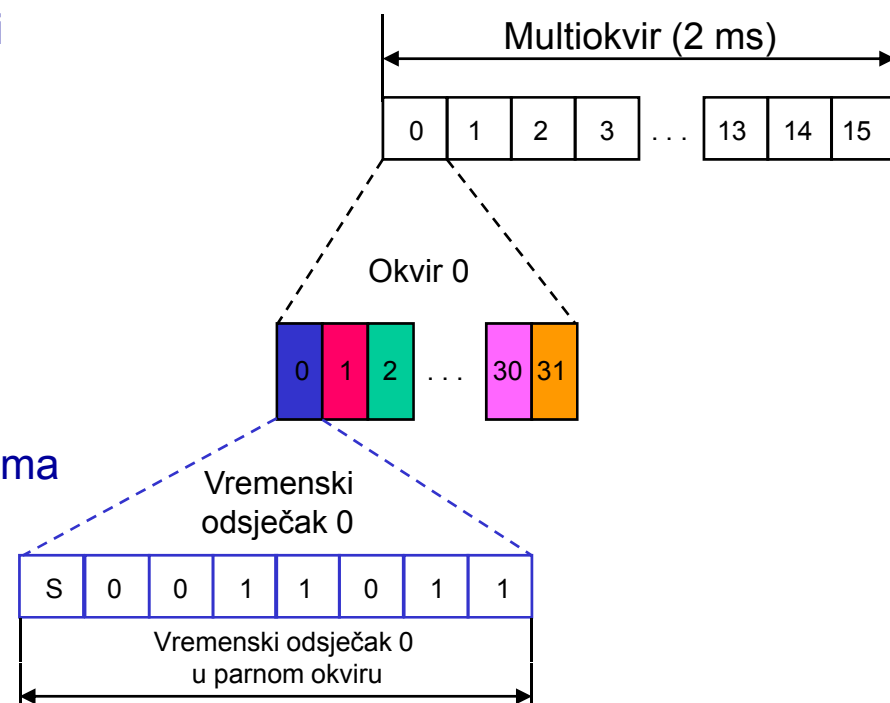 i
Multiokvir (2 ms)
0 1 2 3 . . . 13 14 15
Okvir 0
0 1 2 . . . 30 31
ma
Vremenski
odsječak 0
S 0 0 1 1 0 1 1
Vremenski odsječak 0
u parnom okviru